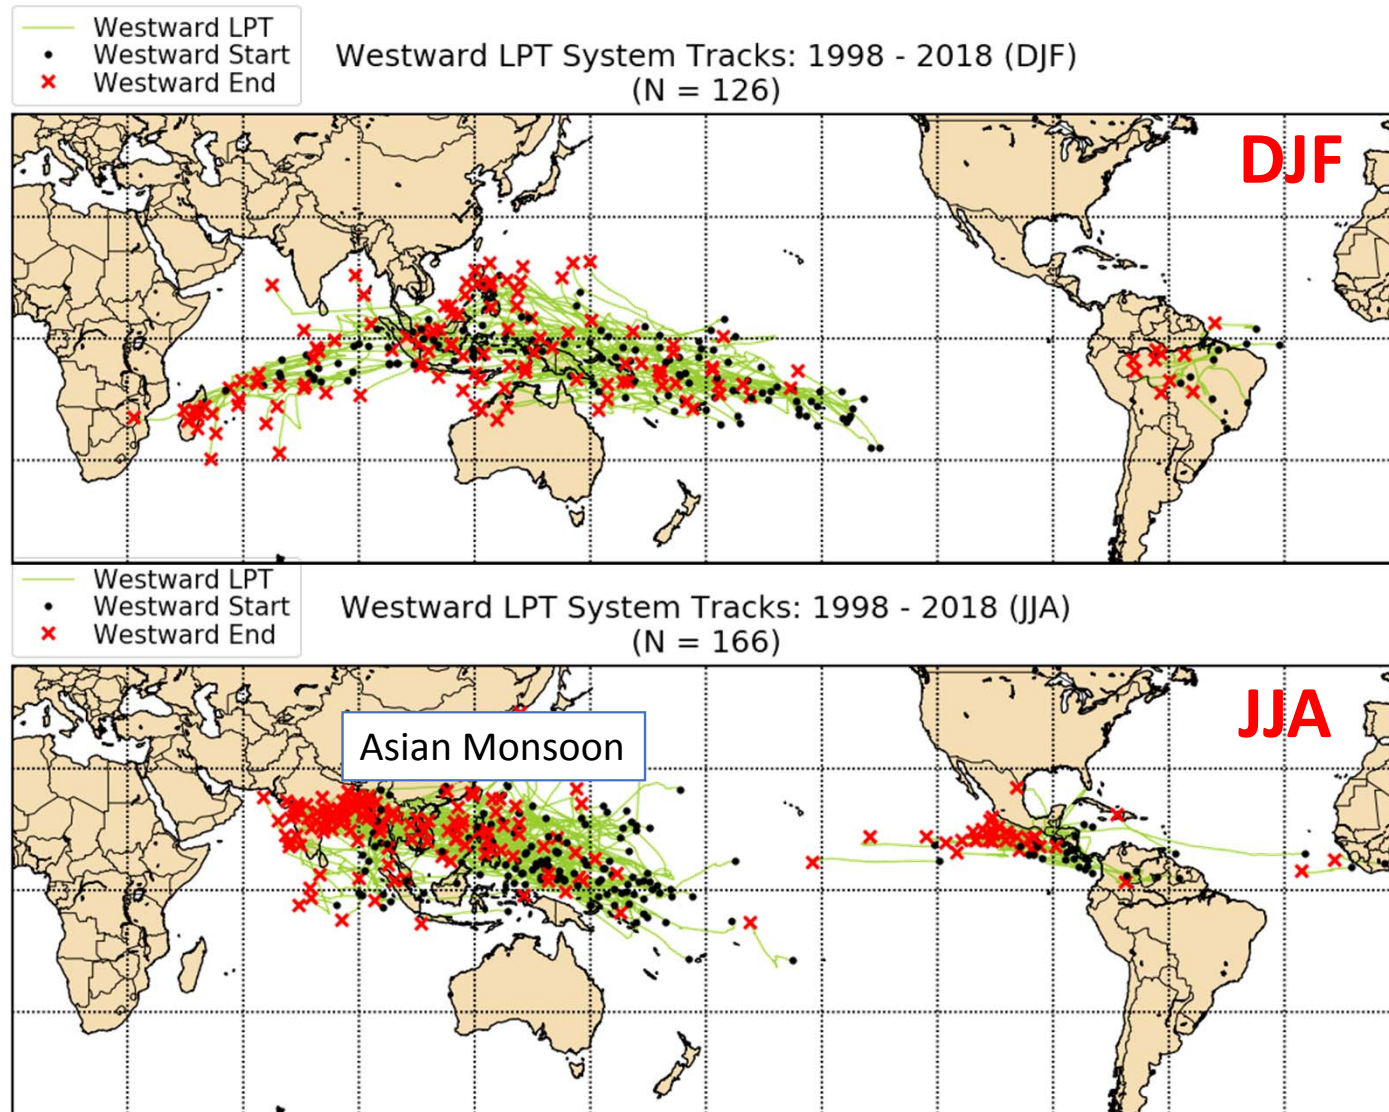 Westward LPT
Westward Start
Westward End
Westward LPT System Tracks: 1998 - 2018 (DJF)
(N = 126)
DJF
Westward LPT
Westward Start
Westward End
Westward LPT System Tracks: 1998 - 2018 (JJA)
(N = 166)
JJA
Asian Monsoon